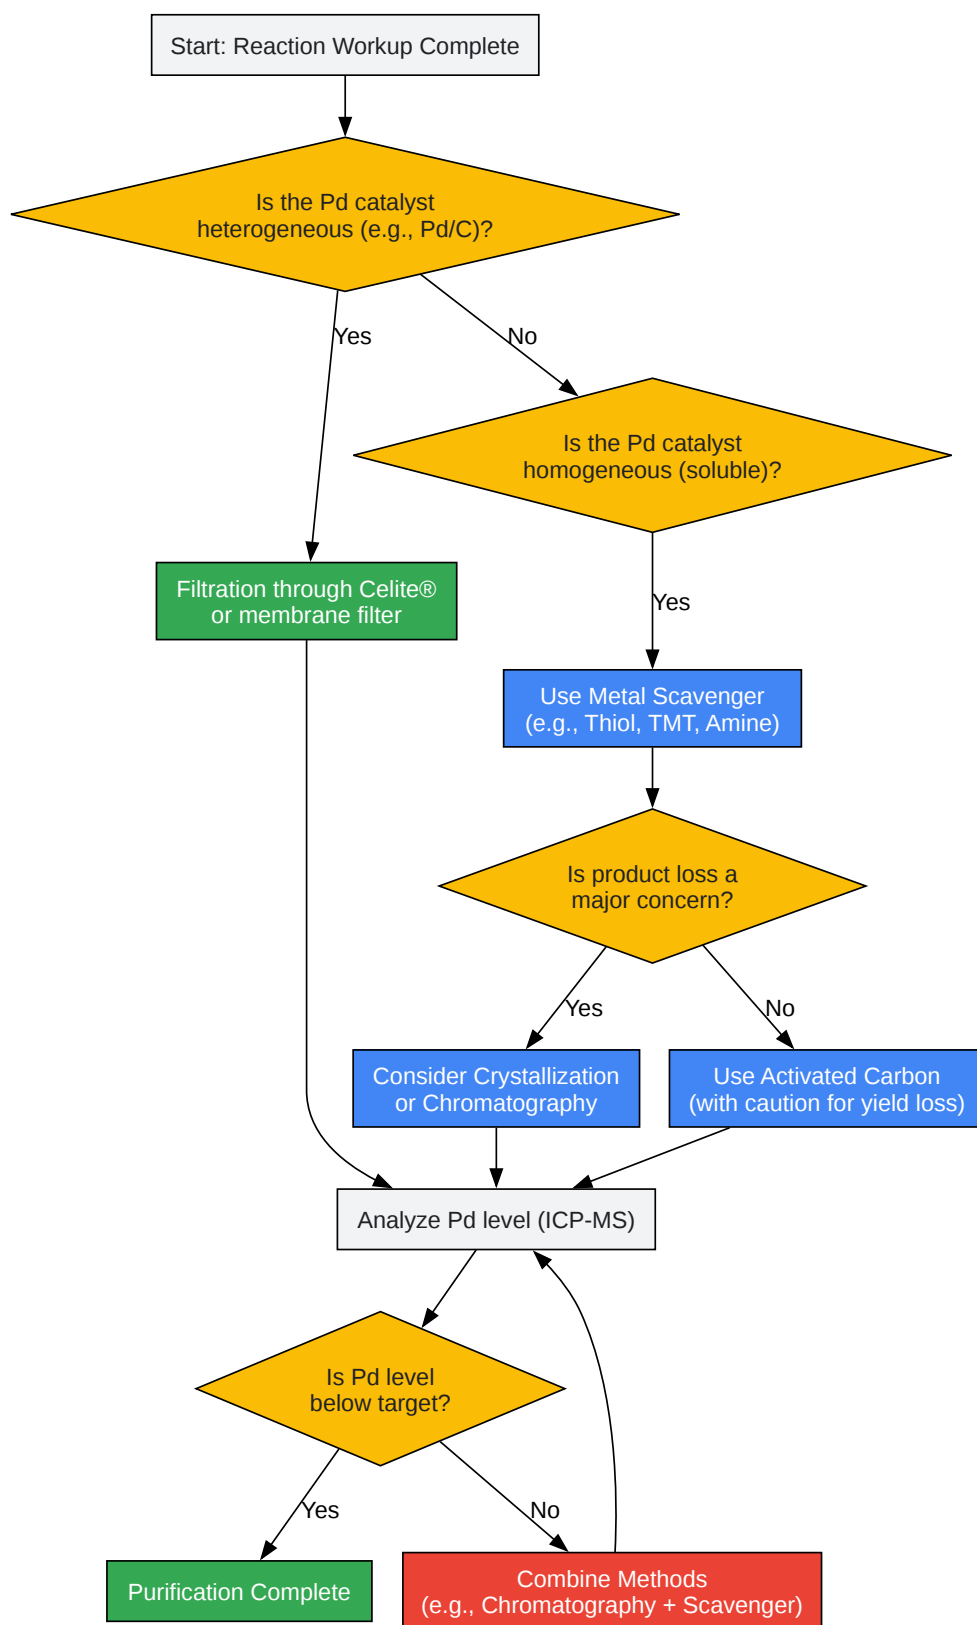 Start: Reaction Workup Complete
Is the Pd catalyst
heterogeneous (e.g., Pd/C)?
Yes
No
Is the Pd catalyst
homogeneous (soluble)?
Filtration through Celite®
or membrane filter
Yes
Use Metal Scavenger
(e.g., Thiol, TMT, Amine)
Is product loss a
major concern?
Yes
No
Consider Crystallization
or Chromatography
Use Activated Carbon
(with caution for yield loss)
Analyze Pd level (ICP-MS)
Is Pd level
below target?
Yes
No
Purification Complete
Combine Methods
(e.g., Chromatography + Scavenger)